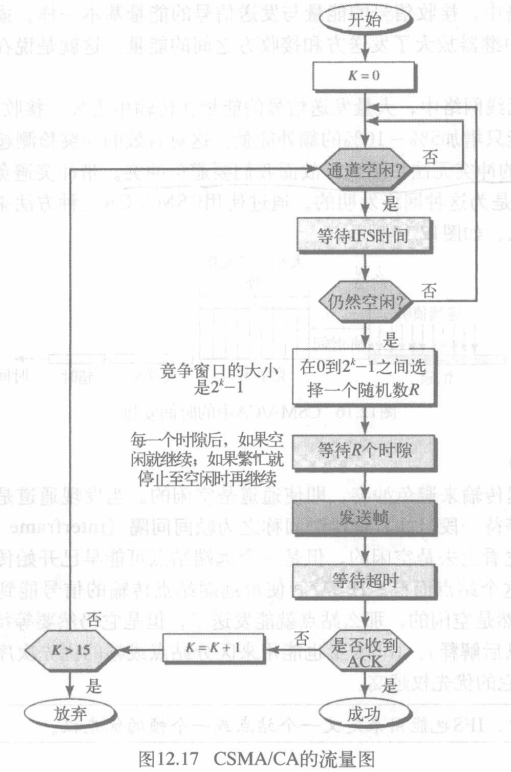 开始
K=0
通道空闲?
否
是
等待IFS时间
仍然空闲?
否
是
竞争窗口的大小
是2^k-1
在0到2^k-1之间选
择一个随机数R
每一个时隙后，如果空
闲就继续；如果繁忙就
停止至空闲时再继续
等待R个时隙
发送帧
等待超时
否
K>15
K=K+1
否
是否收到
ACK
是
是
放弃
成功
图12.17 CSMA/CA的流量图